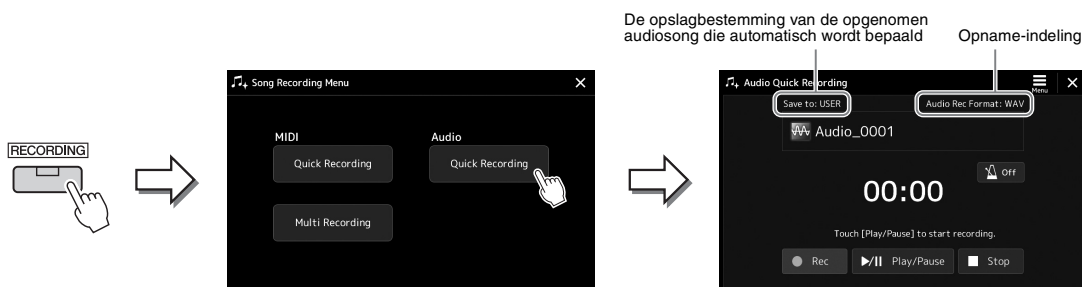 De opslagbestemming van de opgenomen
audiosong die automatisch wordt bepaald
Opname-indeling
RECORDING
Song Recording Menu
MIDI
Audio
Quick Recording
Quick Recording
Multi Recording
Audio Quick Recording
Menu
Save to: USER
Audio Rec Format: WAV
Audio_0001
Off
00:00
Touch [Play/Pause] to start recording.
Rec
Play/Pause
Stop